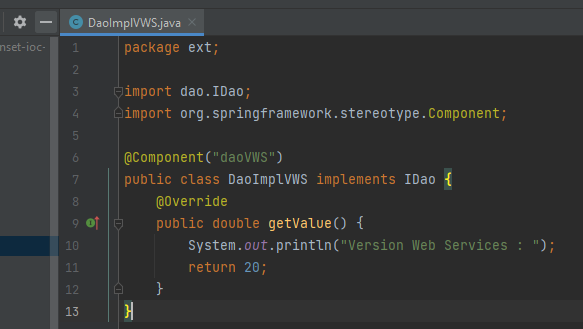 DaoImplVWS.java
nset-ioc-
1 package ext;
2
3 import dao.IDao;
4 import org.springframework.stereotype.Component;
5
6 @Component("daoVWS")
7 public class DaoImplVWS implements IDao {
8 @Override
9 public double getValue() {
10 System.out.println("Version Web Services : ");
11 return 20;
12 }
13 }